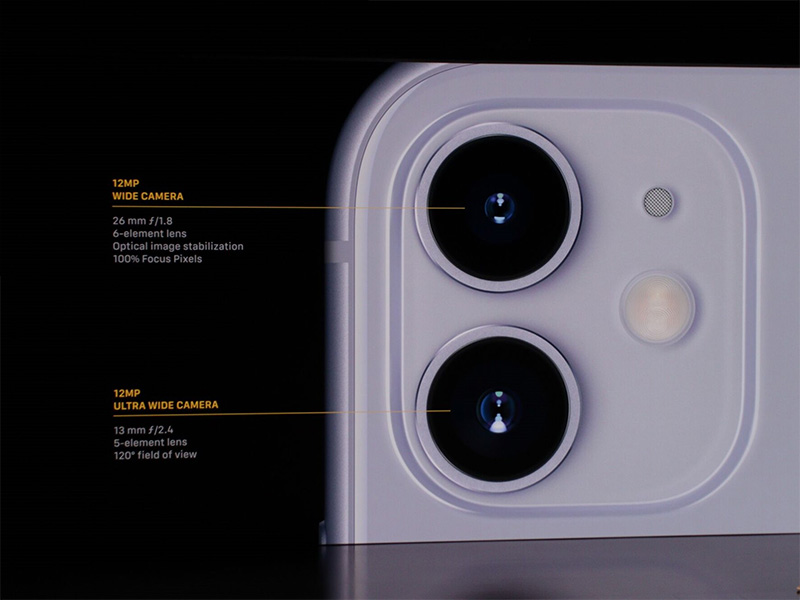 12MP
WIDE CAMERA
26 mm ƒ/1.8
6-element lens
Optical image stabilization
100% Focus Pixels
12MP
ULTRA WIDE CAMERA
13 mm ƒ/2.4
5-element lens
120° field of view